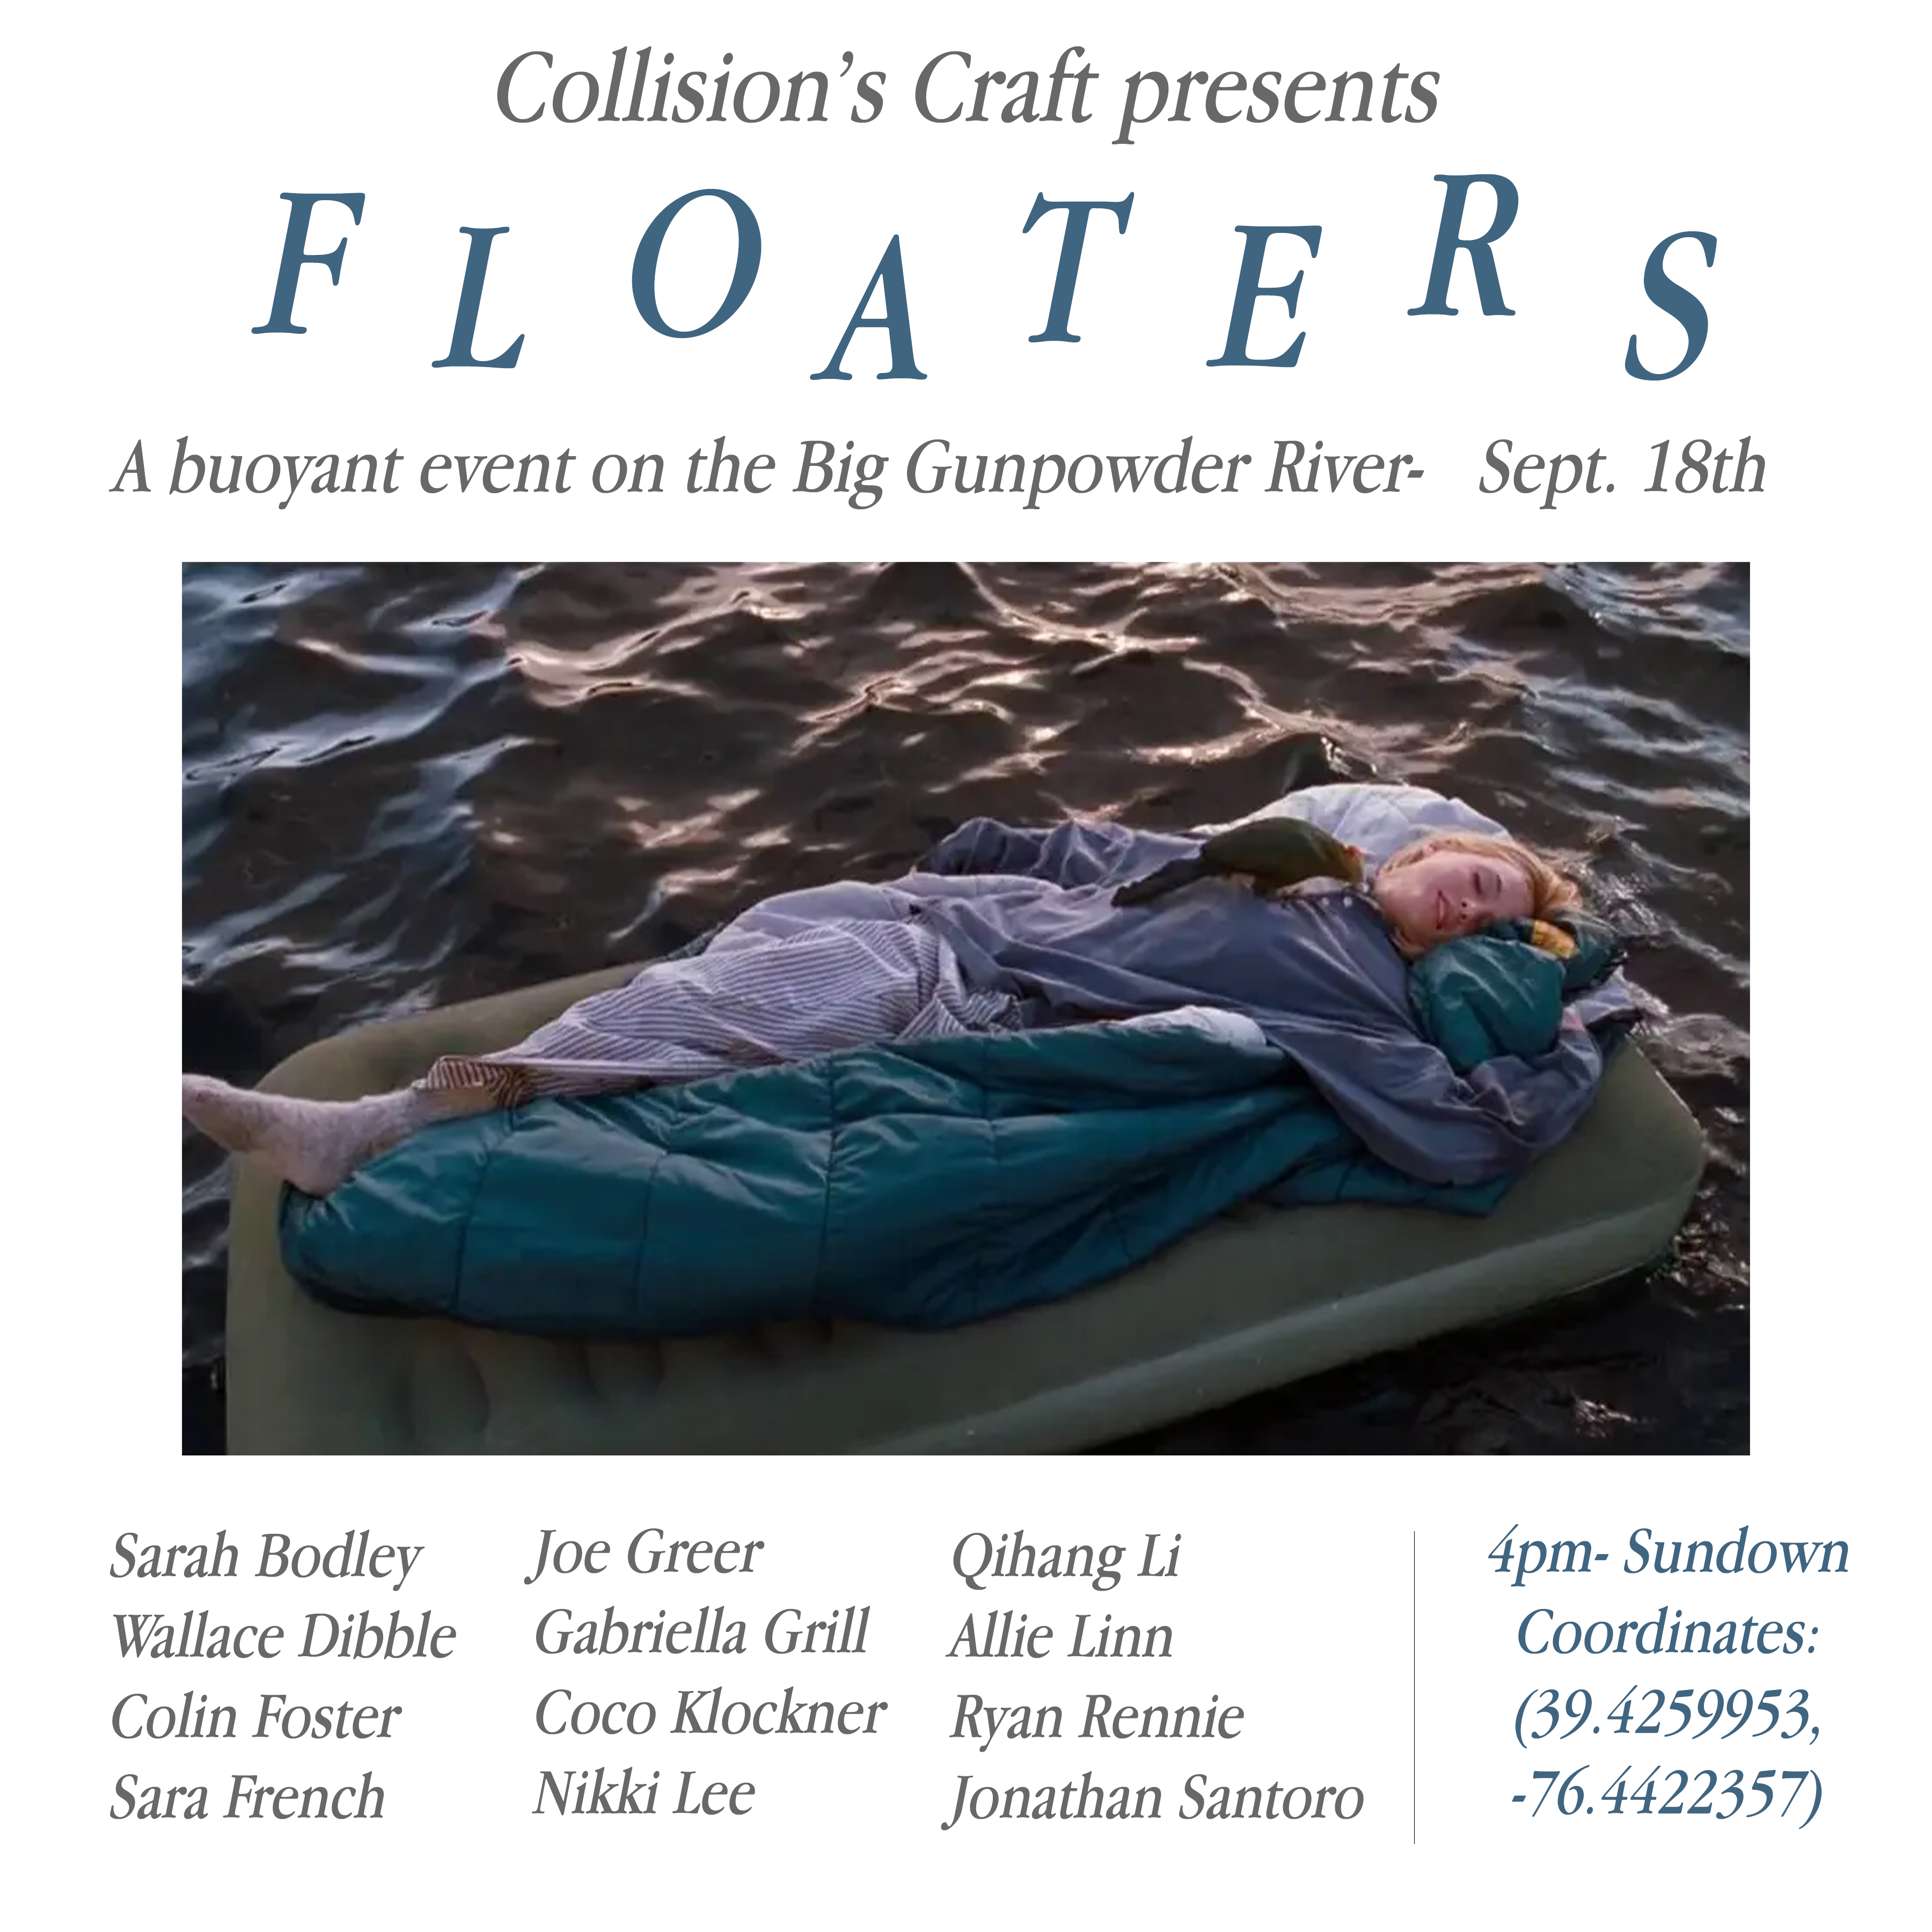 Collision's Craft presents
FLOATERS
A buoyant event on the Big Gunpowder River- Sept. 18th
Sarah Bodley
Wallace Dibble
Colin Foster
Sara French
Joe Greer
Gabriella Grill
Coco Klockner
Nikki Lee
Qihang Li
Allie Linn
Ryan Rennie
Jonathan Santoro
4pm- Sundown
Coordinates:
(39.4259953,
-76.4422357)